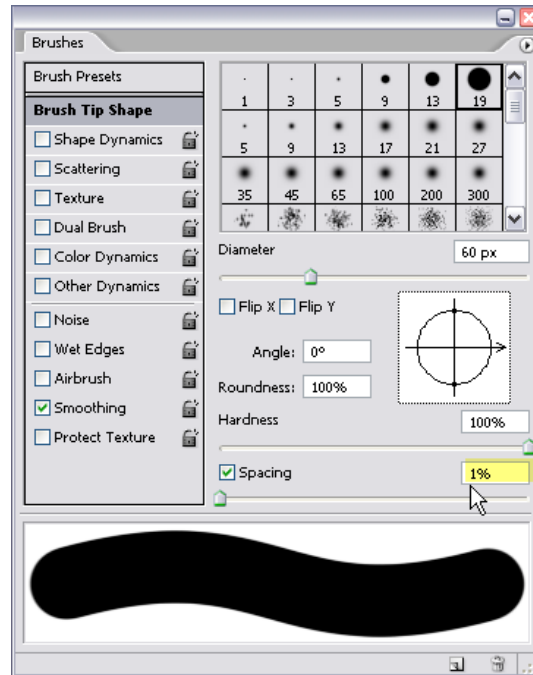 Brushes
Brush Presets
Brush Tip Shape
Shape Dynamics
Scattering
Texture
Dual Brush
Color Dynamics
Other Dynamics
Noise
Wet Edges
Airbrush
Smoothing
Protect Texture
1 3 5 9 13 19
5 9 13 17 21 27
35 45 65 100 200 300
Diameter 60 px
Flip X Flip Y
Angle: 0º
Roundness: 100%
Hardness 100%
Spacing 1%